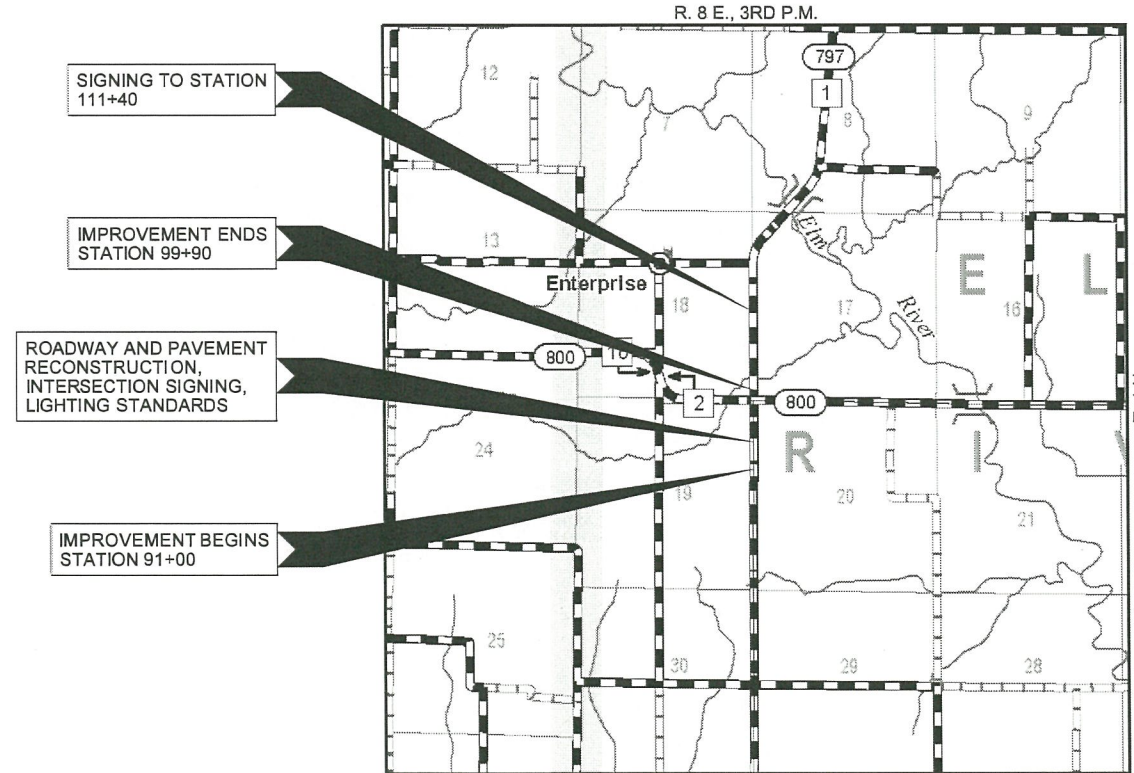 R. 8 E., 3RD P.M.
SIGNING TO STATION
111+40
IMPROVEMENT ENDS
STATION 99+90
ROADWAY AND PAVEMENT
RECONSTRUCTION,
INTERSECTION SIGNING,
LIGHTING STANDARDS
IMPROVEMENT BEGINS
STATION 91+00
797
1
12
7
8
9
13
Enterprise
18
17
16
Elm
River
E L
800
10
2
800
24
19
R I
20
21
25
30
29
28